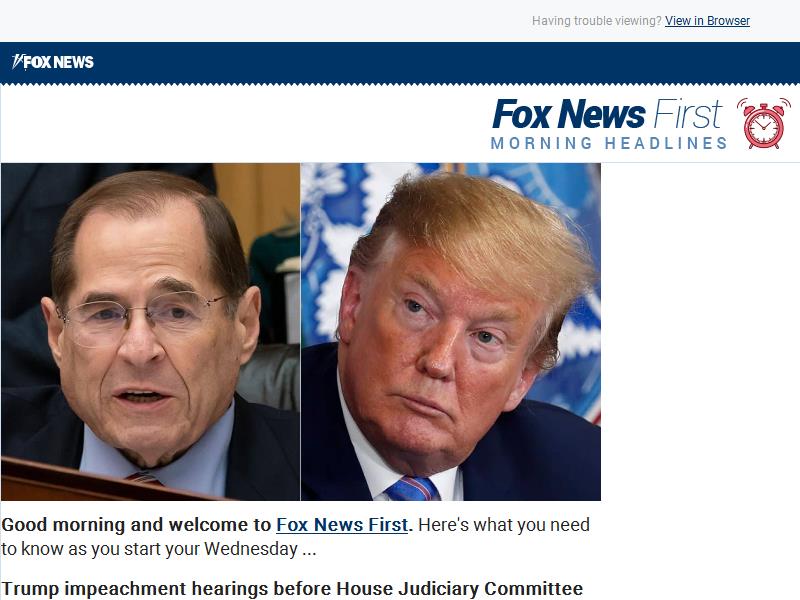 Having trouble viewing? View in Browser
FOX NEWS
Fox News First
MORNING HEADLINES
Good morning and welcome to Fox News First. Here's what you need
to know as you start your Wednesday ...
Trump impeachment hearings before House Judiciary Committee